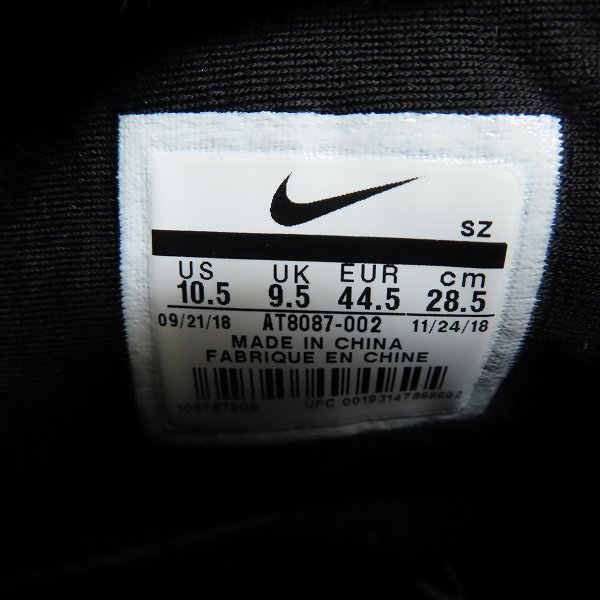 SZ
US UK EUR cm
10.5 9.5 44.5 28.5
09/21/18 AT8087-002 11/24/18
MADE IN CHINA
FABRIQUE EN CHINE
UPC